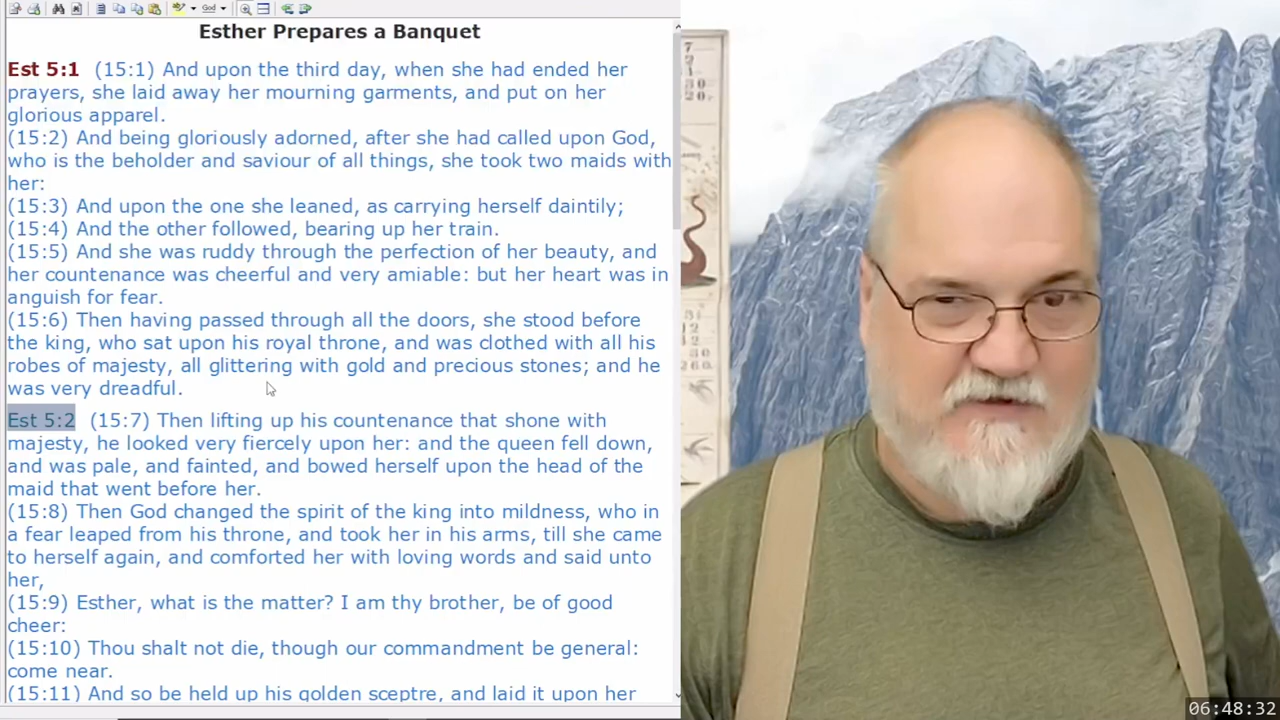 God
Esther Prepares a Banquet
Est 5:1 (15:1) And upon the third day, when she had ended her
prayers, she laid away her mourning garments, and put on her
glorious apparel.
(15:2) And being gloriously adorned, after she had called upon God,
who is the beholder and saviour of all things, she took two maids with
her:
(15:3) And upon the one she leaned, as carrying herself daintily;
(15:4) And the other followed, bearing up her train.
(15:5) And she was ruddy through the perfection of her beauty, and
her countenance was cheerful and very amiable: but her heart was in
anguish for fear.
(15:6) Then having passed through all the doors, she stood before
the king, who sat upon his royal throne, and was clothed with all his
robes of majesty, all glittering with gold and precious stones; and he
was very dreadful.
Est 5:2 (15:7) Then lifting up his countenance that shone with
majesty, he looked very fiercely upon her: and the queen fell down,
and was pale, and fainted, and bowed herself upon the head of the
maid that went before her.
(15:8) Then God changed the spirit of the king into mildness, who in
a fear leaped from his throne, and took her in his arms, till she came
to herself again, and comforted her with loving words and said unto
her,
(15:9) Esther, what is the matter? I am thy brother, be of good
cheer:
(15:10) Thou shalt not die, though our commandment be general:
come near.
(15:11) And so be held up his golden sceptre, and laid it upon her
06:48:32